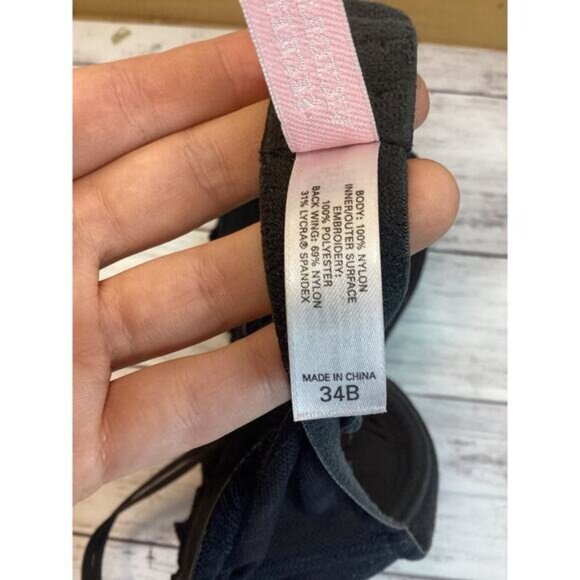 BODY: 100% NYLON
INNER/OUTER SURFACE
EMBROIDERY:
100% POLYESTER
BACK WING: 69% NYLON
31% LYCRA® SPANDEX
MADE IN CHINA
34B